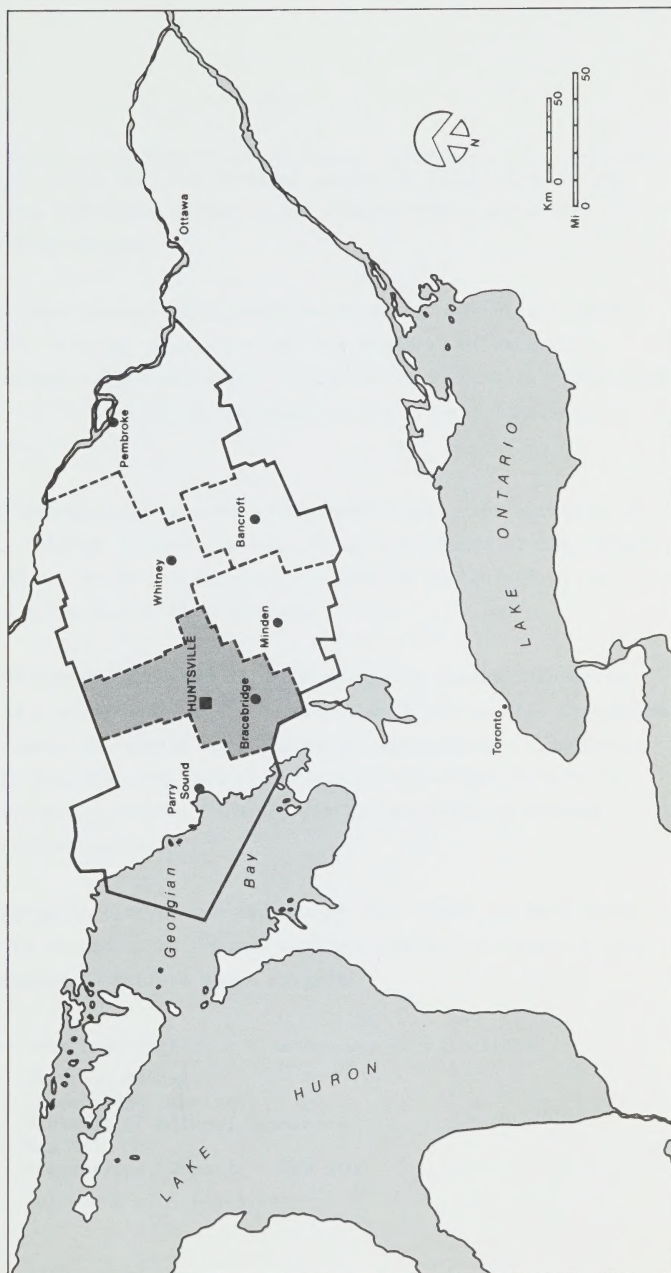 Ottawa
Pembroke
Whitney
Bancroft
HUNTSVILLE
Minden
Bracebridge
Parry
Sound
Georgian
Bay
LAKE HURON
Toronto
LAKE ONTARIO
N
Km 0 50
Mi 0 50